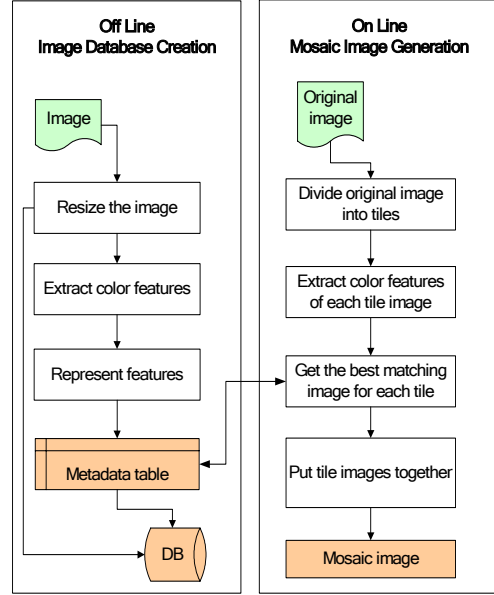 Off Line
Image Database Creation
Image
Resize the image
Extract color features
Represent features
Metadata table
DB
On Line
Mosaic Image Generation
Original
image
Divide original image
into tiles
Extract color features
of each tile image
Get the best matching
image for each tile
Put tile images together
Mosaic image